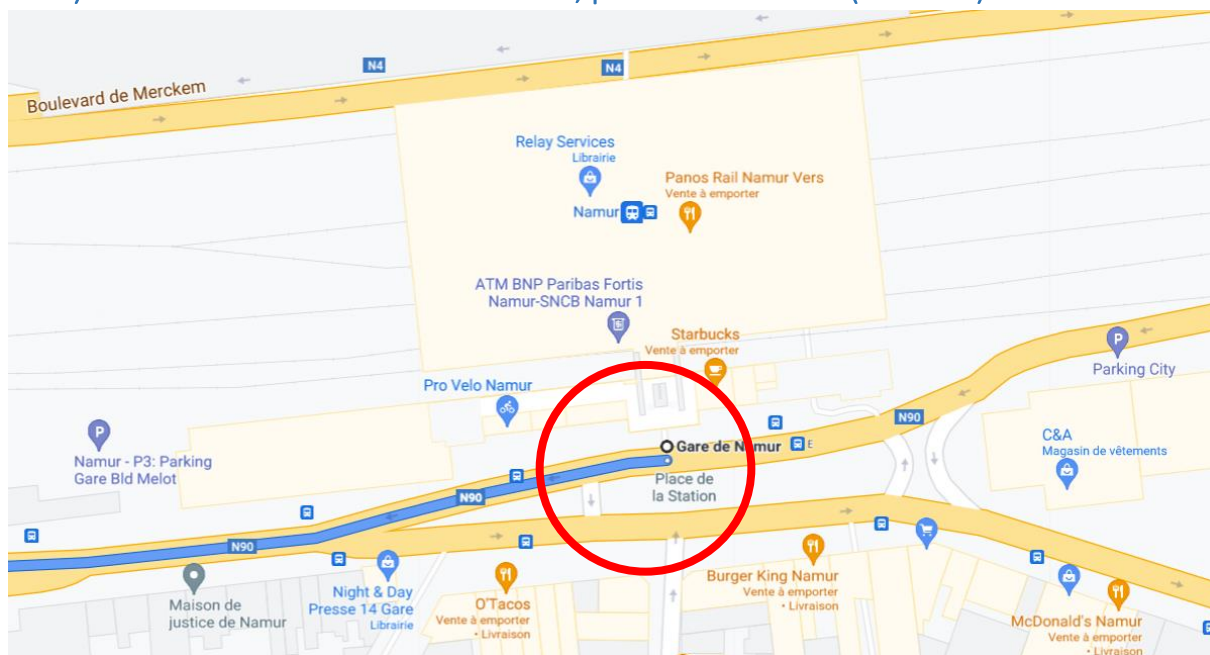 N4
N4
Boulevard de Merckem
Relay Services
Librairie
Panos Rail Namur Vers
Vente à emporter
Namur
ATM BNP Paribas Fortis
Namur-SNCB Namur 1
Starbucks
Vente à emporter
Pro Velo Namur
P
Parking City
N90
P
Namur - P3: Parking
Gare Bld Melot
Gare de Namur
E
C&A
Magasin de vêtements
Place de
la Station
N90
N90
Maison de
justice de Namur
Night & Day
Presse 14 Gare
Librairie
O'Tacos
Vente à emporter
• Livraison
Burger King Namur
Vente à emporter
• Livraison
McDonald's Namur
Vente à emporter
• Livraison